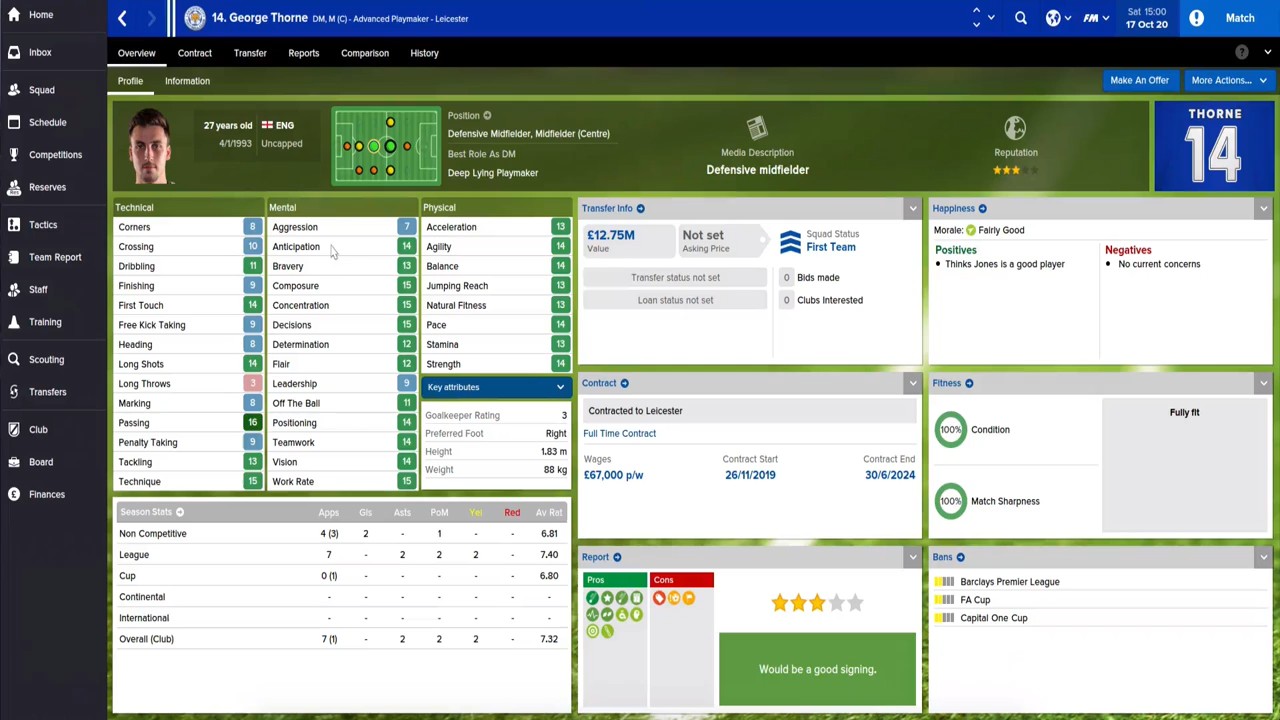 Home
Inbox
Squad
Schedule
Competitions
Reserves
Tactics
Team Report
Staff
Training
Scouting
Transfers
Club
Board
Finances
14. George Thorne DM, M (C) - Advanced Playmaker - Leicester
FM
Sat 15:00
17 Oct 20
Match
Overview Contract Transfer Reports Comparison History
Profile Information
Make An Offer More Actions...
27 years old ENG
4/1/1993 Uncapped
Position
Defensive Midfielder, Midfielder (Centre)
Best Role As DM
Deep Lying Playmaker
Media Description
Defensive midfielder
Reputation
THORNE
14
Technical
Corners 8
Crossing 10
Dribbling 11
Finishing 9
First Touch 14
Free Kick Taking 9
Heading 8
Long Shots 14
Long Throws 3
Marking 8
Passing 16
Penalty Taking 9
Tackling 13
Technique 15
Mental
Aggression 7
Anticipation 14
Bravery 13
Composure 15
Concentration 15
Decisions 15
Determination 12
Flair 12
Leadership 9
Off The Ball 11
Positioning 14
Teamwork 14
Vision 14
Work Rate 15
Physical
Acceleration 13
Agility 14
Balance 14
Jumping Reach 13
Natural Fitness 14
Pace 14
Stamina 13
Strength 14
Key attributes
Goalkeeper Rating 3
Preferred Foot Right
Height 1.83 m
Weight 88 kg
Transfer Info
£12.75M
Value
Not set
Asking Price
Squad Status
First Team
Transfer status not set
Loan status not set
0 Bids made
0 Clubs Interested
Happiness
Morale: Fairly Good
Positives
• Thinks Jones is a good player
Negatives
• No current concerns
Contract
Contracted to Leicester
Full Time Contract
Wages
£67,000 p/w
Contract Start
26/11/2019
Contract End
30/6/2024
Fitness
100% Condition
100% Match Sharpness
Fully fit
Season Stats Apps Gls Asts PoM Yel Red Av Rat
Non Competitive 4 (3) 2 - 1 - - 6.81
League 7 - 2 2 2 - 7.40
Cup 0 (1) - - - - - 6.80
Continental - - - - - - -
International - - - - - - -
Overall (Club) 7 (1) - 2 2 2 - 7.32
Report
Pros
Cons
Would be a good signing.
Bans
Barclays Premier League
FA Cup
Capital One Cup